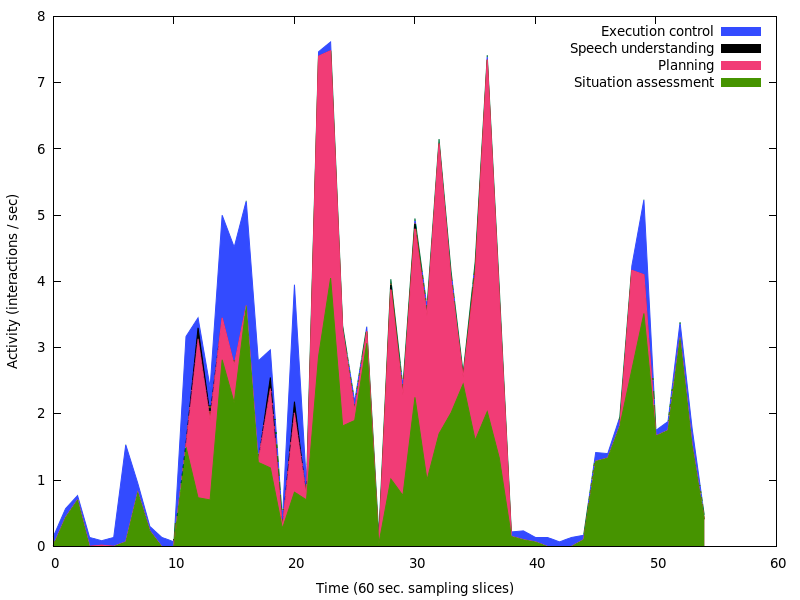 8
7
6
5
4
3
2
1
0
0 10 20 30 40 50 60
Activity (interactions / sec)
Time (60 sec. sampling slices)
Execution control
Speech understanding
Planning
Situation assessment